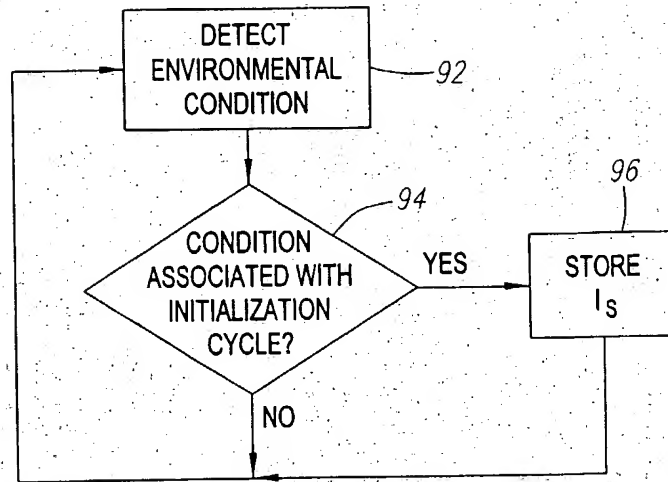 DETECT
ENVIRONMENTAL
CONDITION
92
94
CONDITION
ASSOCIATED WITH
INITIALIZATION
CYCLE?
YES
96
STORE
IS
NO